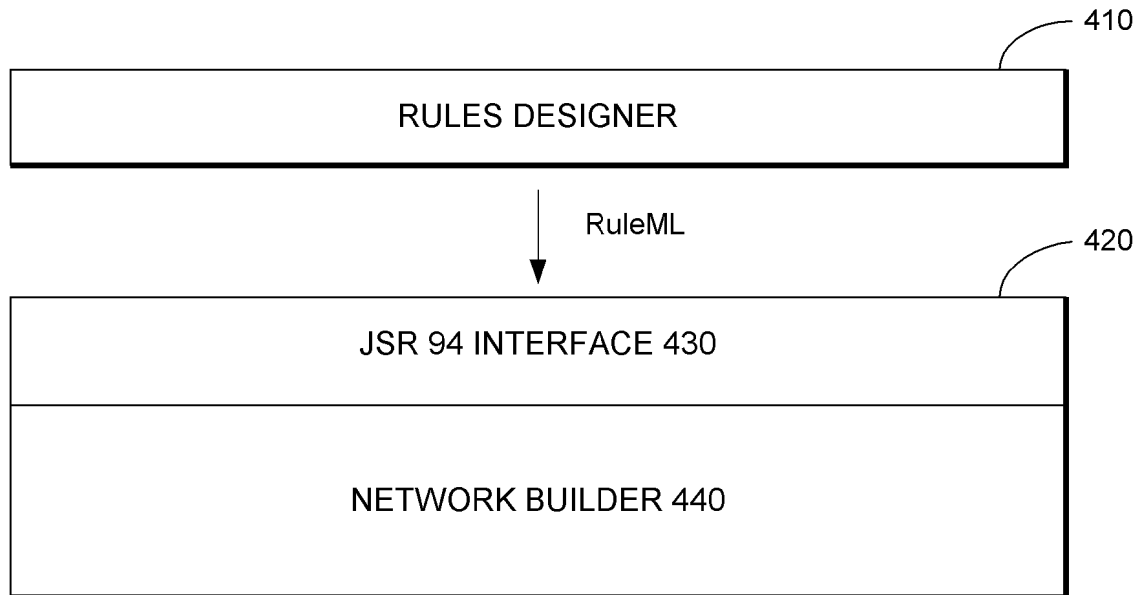 410
RULES DESIGNER
RuleML
420
JSR 94 INTERFACE 430
NETWORK BUILDER 440